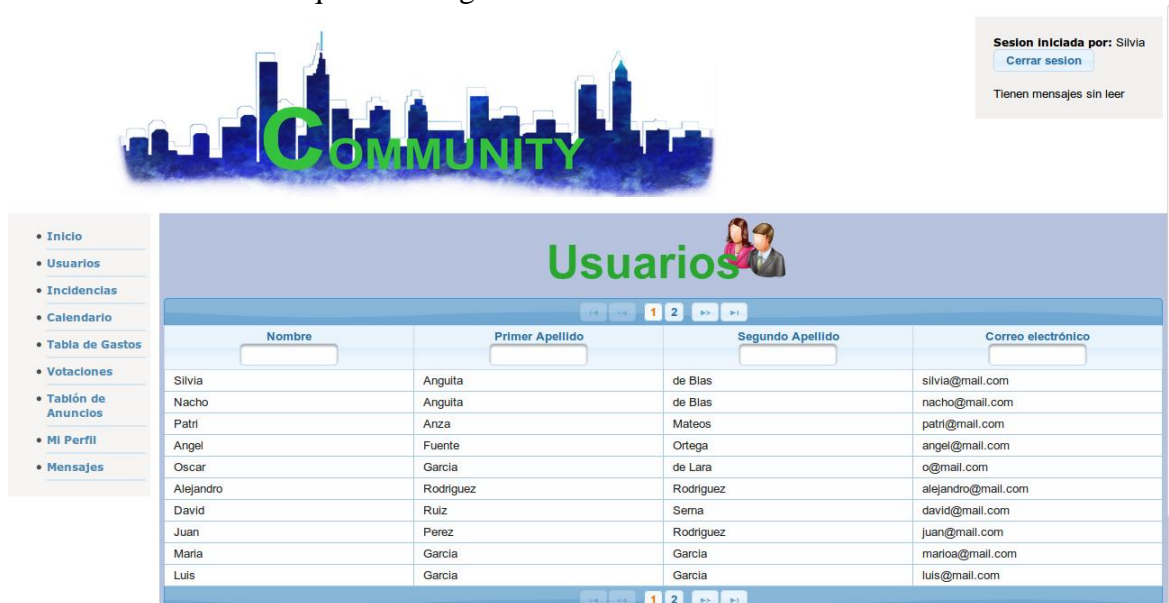 Sesion iniciada por: Silvia
Cerrar sesion
Tienen mensajes sin leer
COMMUNITY
Inicio
Usuarios
Incidencias
Calendario
Tabla de Gastos
Votaciones
Tablón de
Anuncios
Mi Perfil
Mensajes
Usuarios
1 2
Nombre Primer Apellido Segundo Apellido Correo electrónico
Silvia Anguita de Blas silvia@mail.com
Nacho Anguita de Blas nacho@mail.com
Patri Anza Mateos patri@mail.com
Angel Fuente Ortega angel@mail.com
Oscar Garcia de Lara o@mail.com
Alejandro Rodriguez Rodriguez alejandro@mail.com
David Ruiz Serna david@mail.com
Juan Perez Rodriguez juan@mail.com
Maria Garcia Garcia marioa@mail.com
Luis Garcia Garcia luis@mail.com
1 2